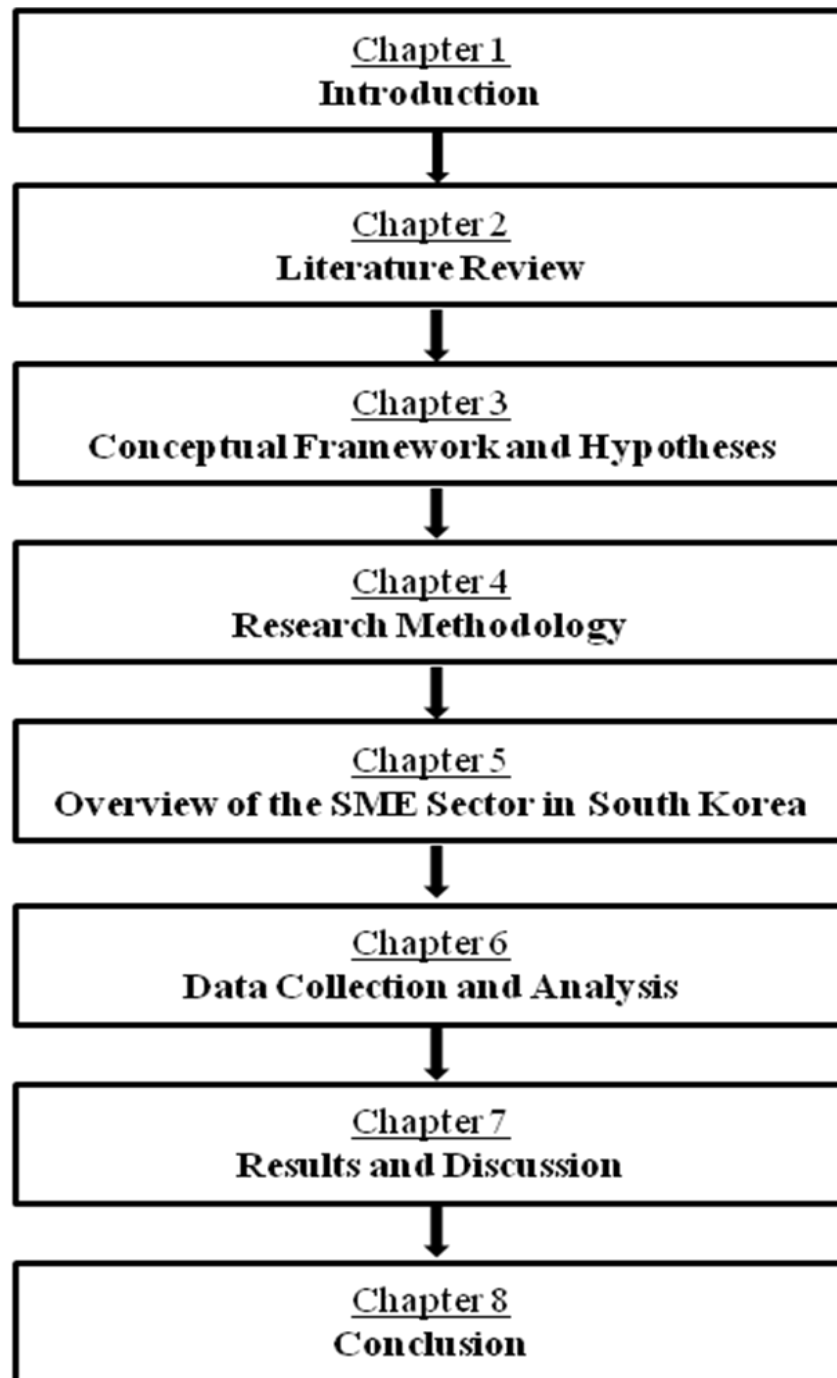 Chapter 1
Introduction
Chapter 2
Literature Review
Chapter 3
Conceptual Framework and Hypotheses
Chapter 4
Research Methodology
Chapter 5
Overview of the SME Sector in South Korea
Chapter 6
Data Collection and Analysis
Chapter 7
Results and Discussion
Chapter 8
Conclusion